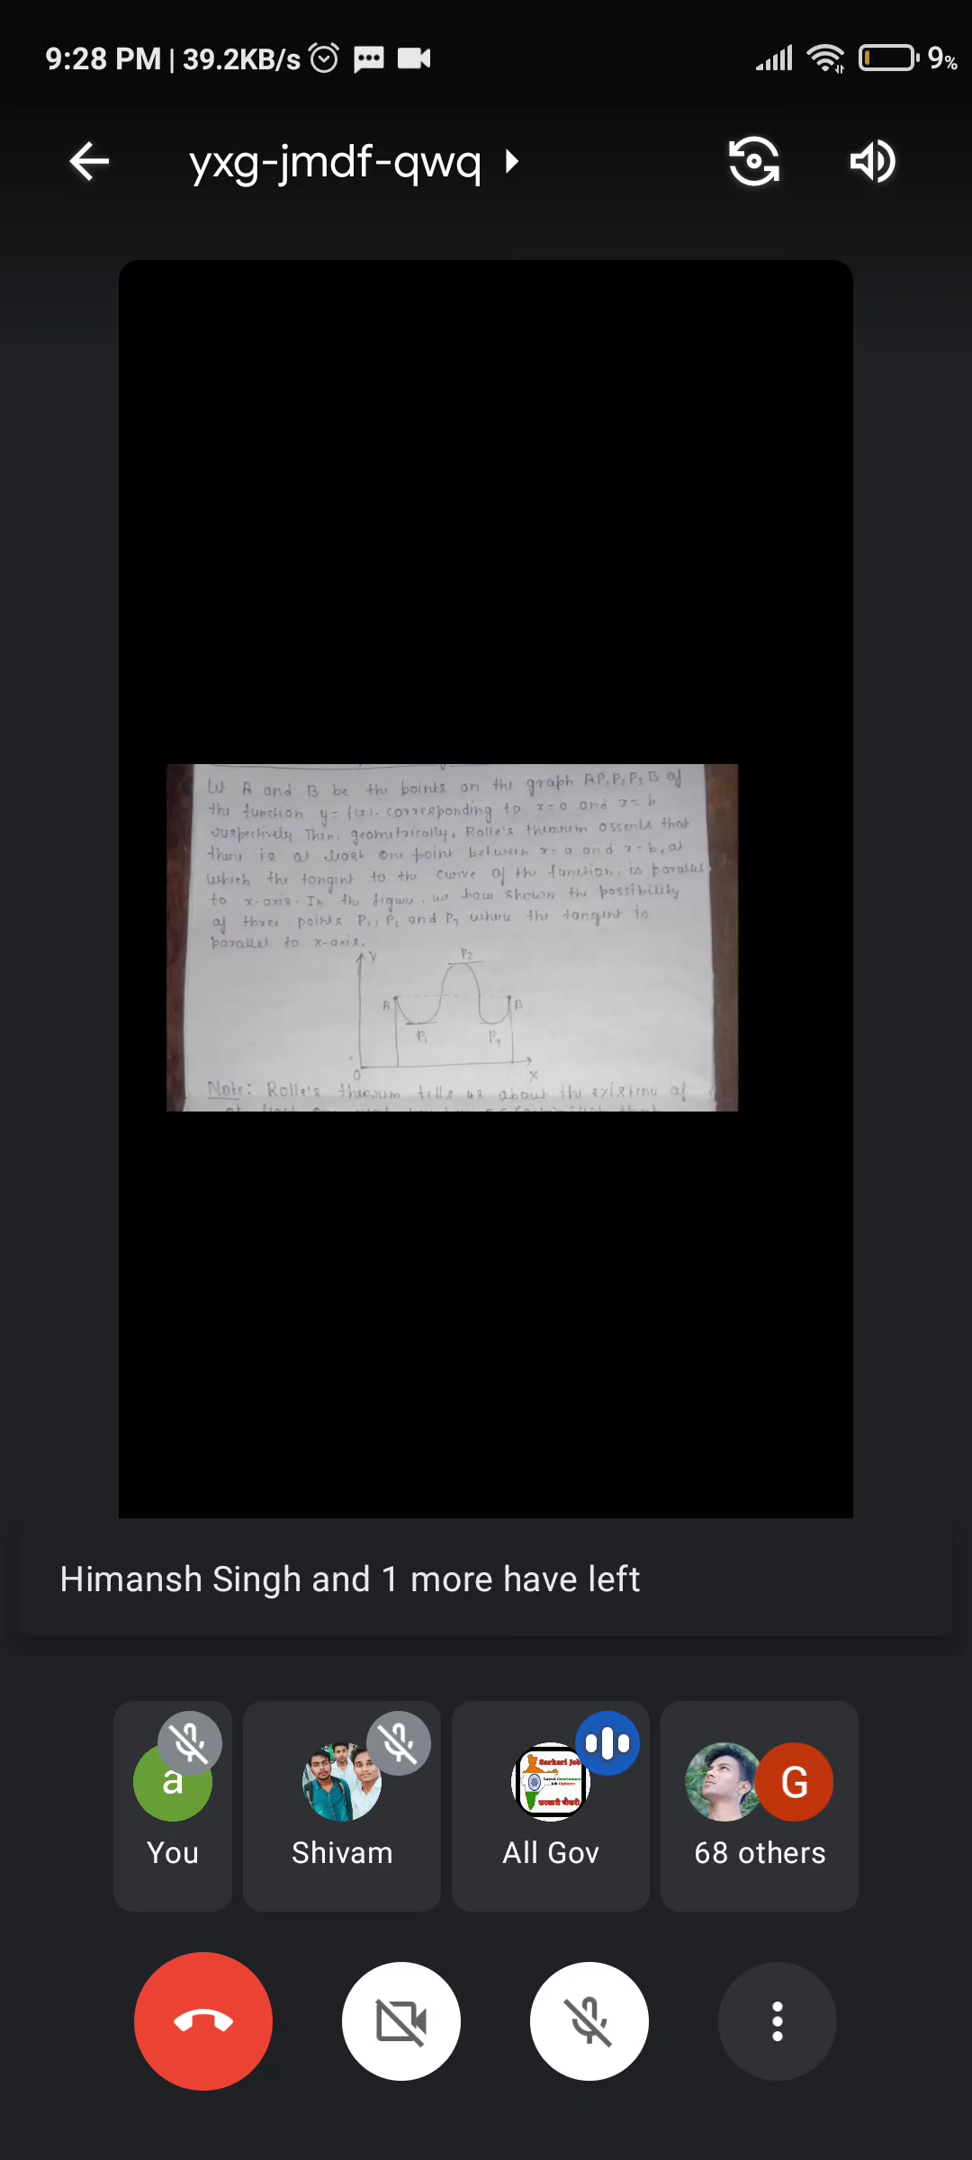 9:28 PM | 39.2KB/s
9%
yxg-jmdf-qwq
Let A and B be the points on the graph AP₁P₂P₃B of
the function y = f(x). corresponding to x=a and x=b
respectively. Then, geometrically, Rolle's theorem asserts that
there is at least one point between x=a and x=b, at
which the tangent to the curve of the function, is parallel
to x-axis. In the figure, we have shown the possibility
of three points P₁, P₂ and P₃ where the tangent is
parallel to x-axis.
Y
P₂
A
B
P₁
P₃
O
X
Note: Rolle's theorem tells us about the existence of
Himansh Singh and 1 more have left
a
Sarkari Job
सरकारी नौकरी
G
You
Shivam
All Gov
68 others